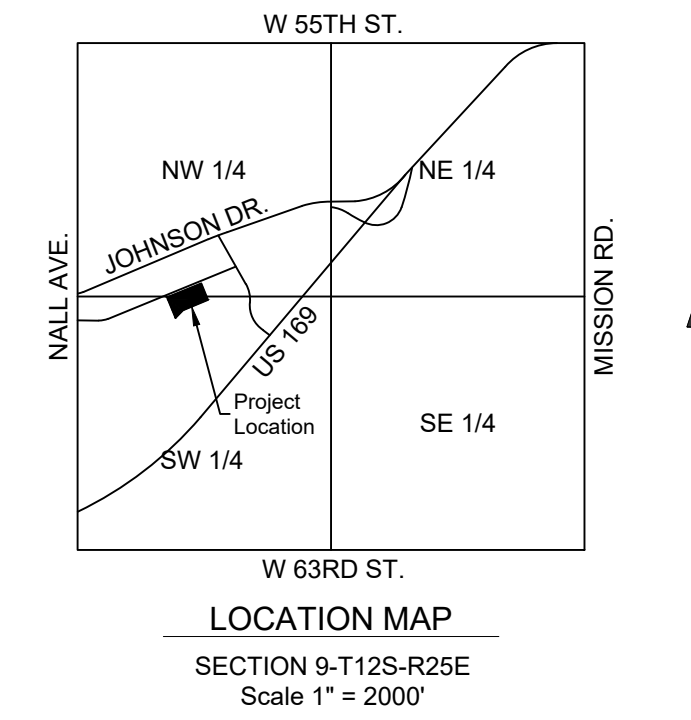 W 55TH ST.
NW 1/4
NE 1/4
JOHNSON DR.
NALL AVE.
MISSION RD.
US 169
Project
Location
SE 1/4
SW 1/4
W 63RD ST.
LOCATION MAP
SECTION 9-T12S-R25E
Scale 1" = 2000'